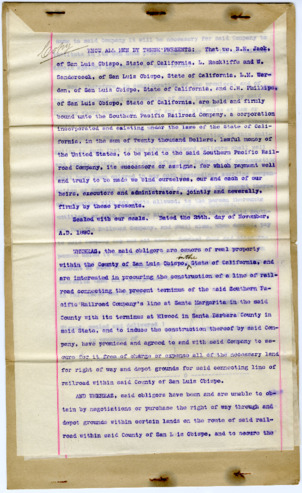 Copy
KNOW ALL MEN BY THESE PRESENTS: That we, R.E. Jack,
of San Luis Obispo, State of California, L. Rackliffe and W.
Sandercock, of San Luis Obispo, State of California, L.M. Warden,
den, of San Luis Obispo, State of California, and C.H. Phillips,
of San Luis Obispo, State of California, are held and firmly
bound unto the Southern Pacific Railroad Company, a corporation
incorporated and existing under the laws of the State of Cali-
fornia, in the sum of Twenty thousand Dollars, lawful money of
the United States, to be paid to the said Southern Pacific Rail-
road Company, its successors or assigns, for which payment well
and truly to be made we bind ourselves, our and each of our
heirs, executors and administrators, jointly and severally,
firmly by these presents.
Sealed with our seals. Dated the day of November,
A.D.
WHEREAS, the said obligors are owners of real property
within the County of San Luis Obispo, in the State of California, and
are interested in procuring the construction of a line of rail-
road connecting the present terminus of the said Southern Pa-
cific Railroad Company's line at Santa Margarita in the said
County with its terminus at Elwood in Santa Barbara County in
said State, and to induce the construction thereof by said Com-
pany, have promised and agreed to and with said Company to se-
cure for it free of charge or expense all of the necessary land
for right of way and depot grounds for said connecting line of
railroad within said County of San Luis Obispo.
AND WHEREAS, said obligors have been and are unable to ob-
tain by negotiations or purchase the right of way through and
depot grounds within certain lands on the route of said rail-
road within said County of San Luis Obispo, and to secure the